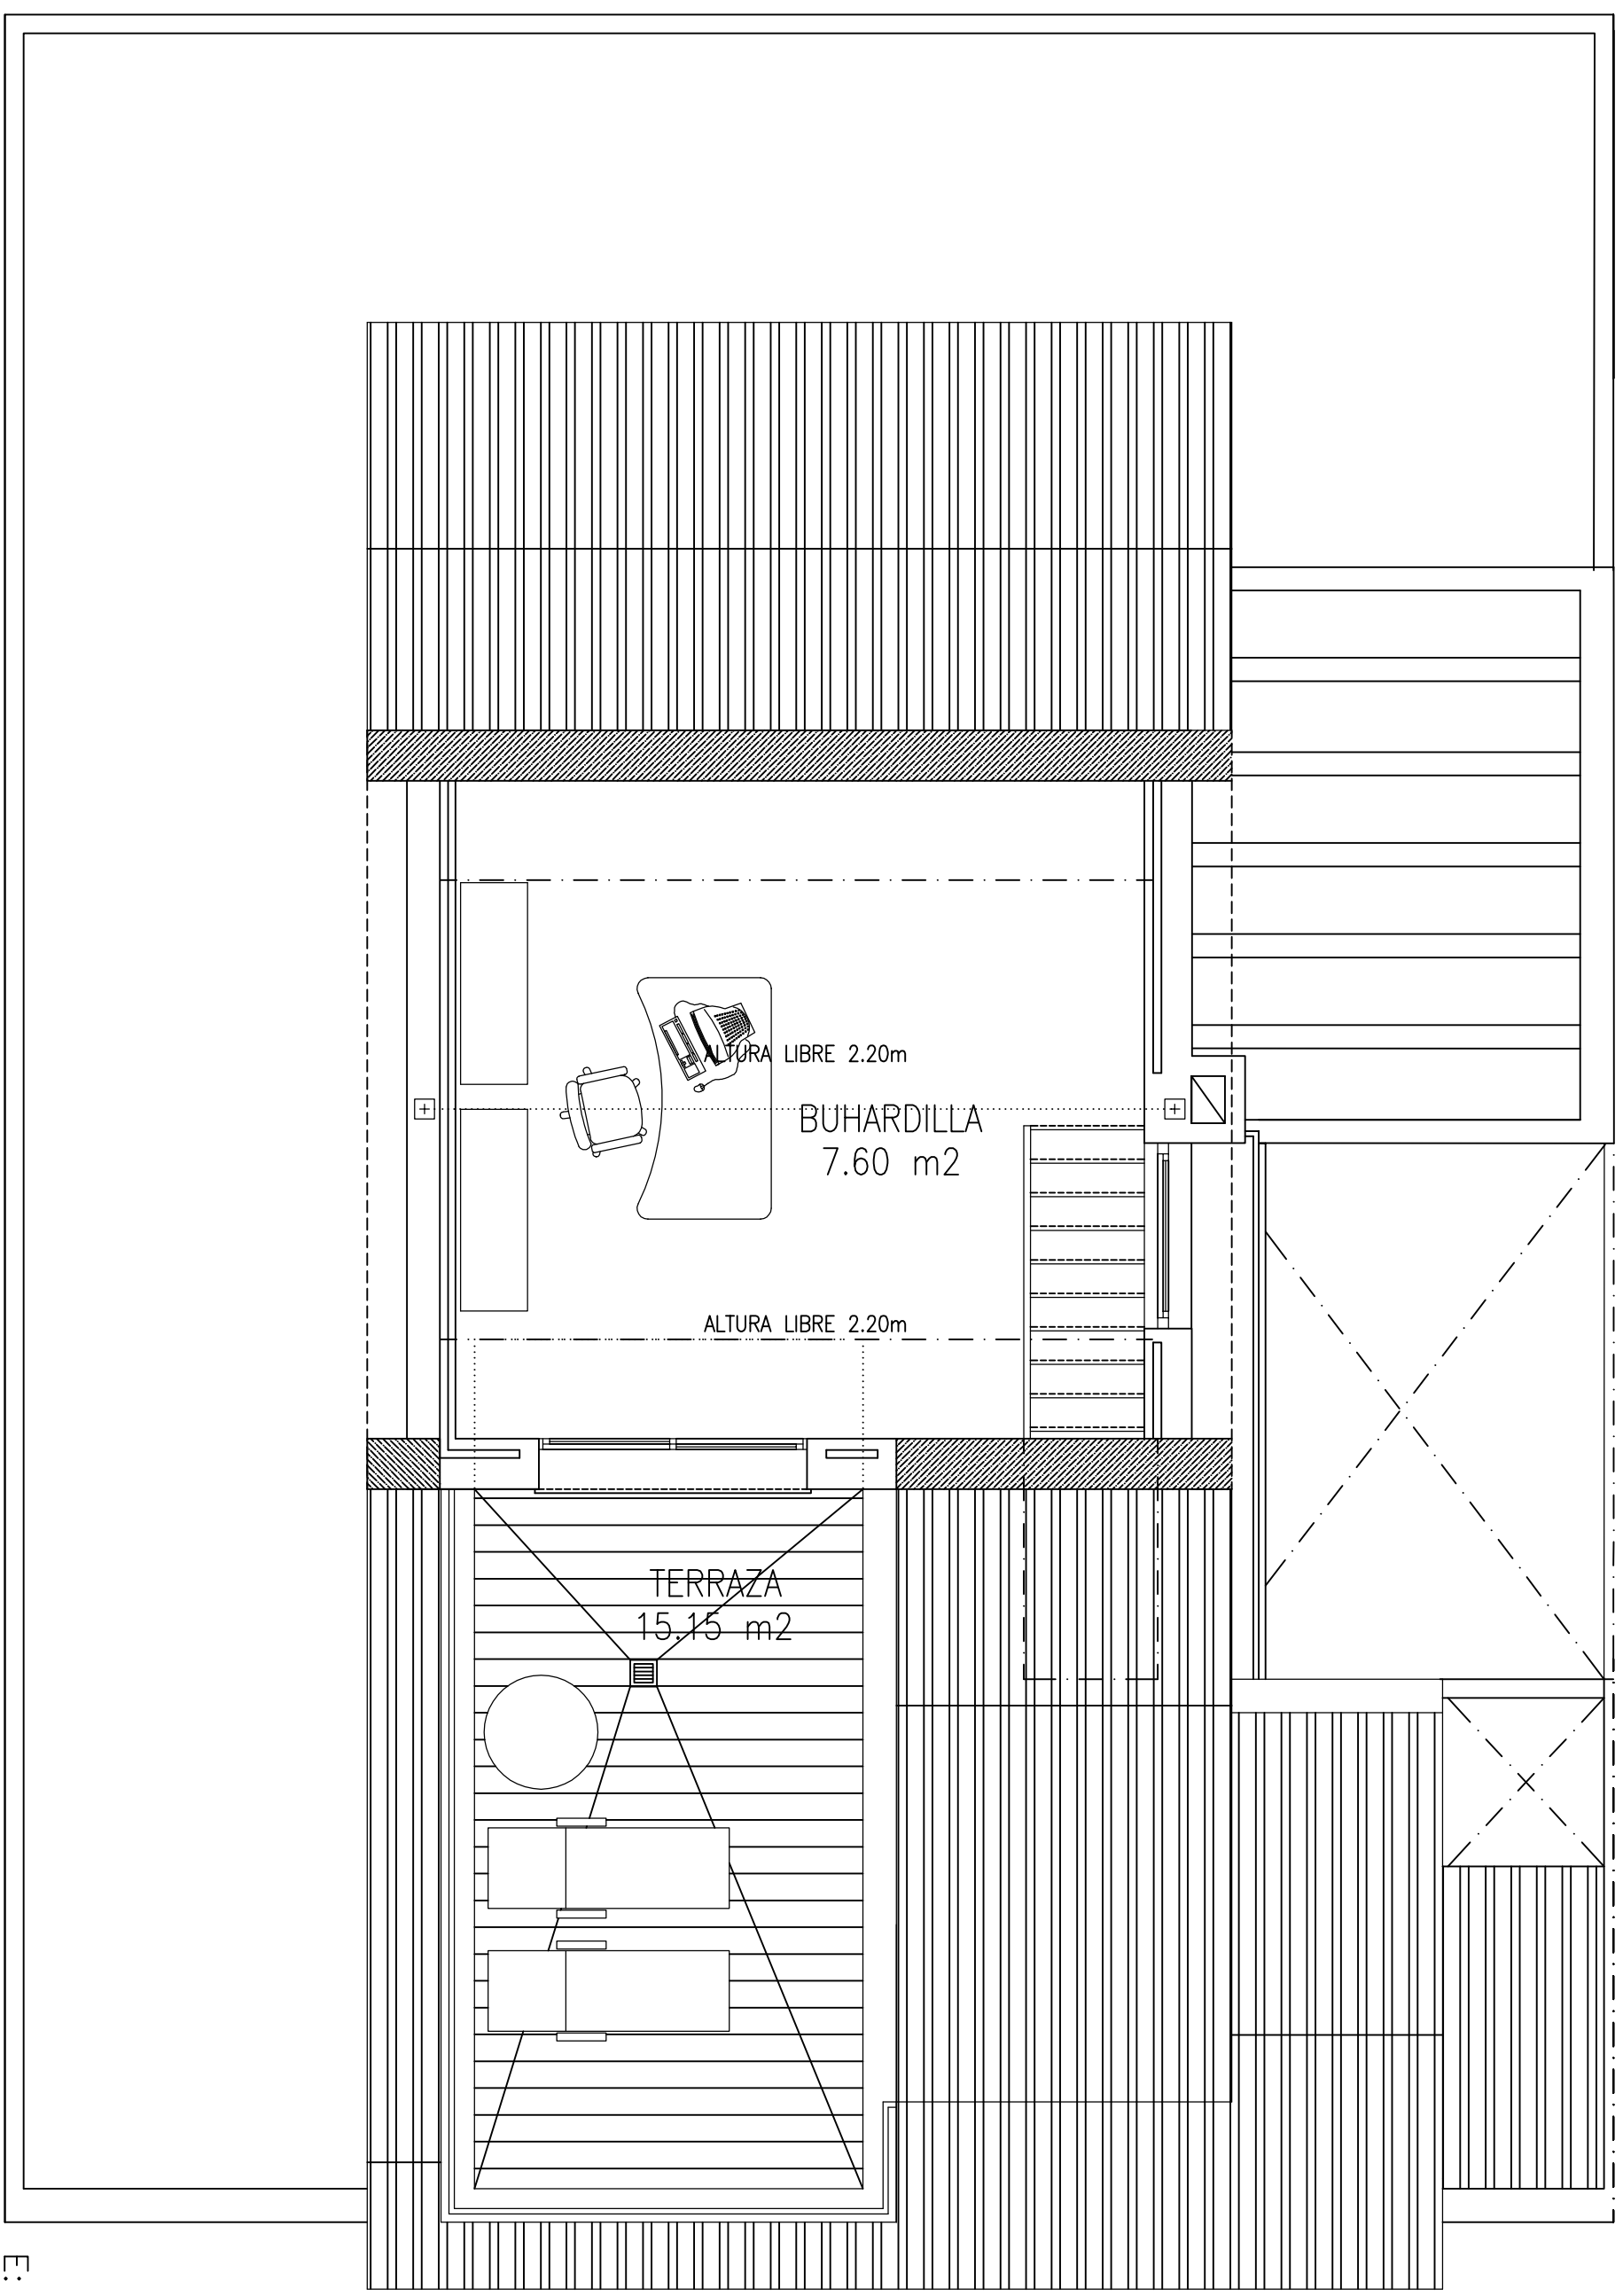 ALTURA LIBRE 2.20m
BUHARDILLA
7.60 m2
ALTURA LIBRE 2.20m
TERRAZA
15.15 m2
E: